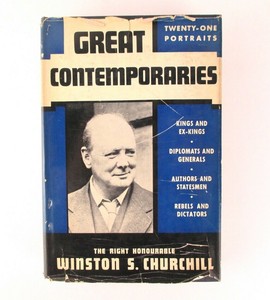 GREAT
CONTEMPORARIES
TWENTY-ONE
PORTRAITS
KINGS AND
EX-KINGS
•
DIPLOMATS AND
GENERALS
•
AUTHORS AND
STATESMEN
•
REBELS AND
DICTATORS
THE RIGHT HONOURABLE
WINSTON S. CHURCHILL